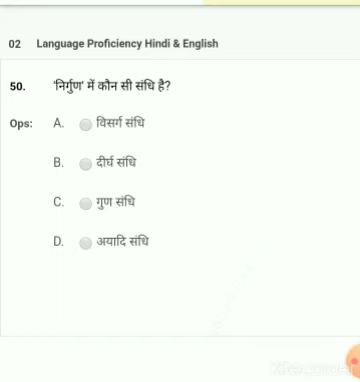 02 Language Proficiency Hindi & English
50. 'निर्गुण' में कौन सी संधि है?
Ops: A. विसर्ग संधि
B. दीर्घ संधि
C. गुण संधि
D. अयादि संधि